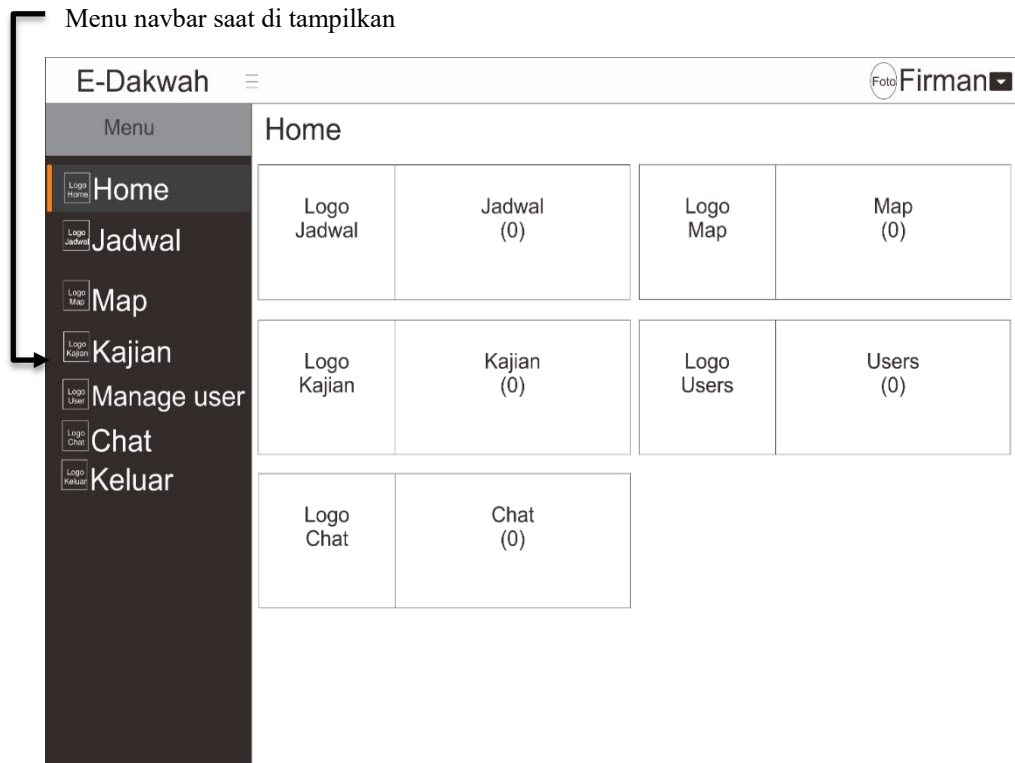 Menu navbar saat di tampilkan
E-Dakwah
Foto Firman
Menu
Home
Logo Home Home
Logo Jadwal Jadwal
Logo Map Map
Logo Kajian Kajian
Logo User Manage user
Logo Chat Chat
Logo Keluar Keluar
Logo
Jadwal
Jadwal
(0)
Logo
Map
Map
(0)
Logo
Kajian
Kajian
(0)
Logo
Users
Users
(0)
Logo
Chat
Chat
(0)